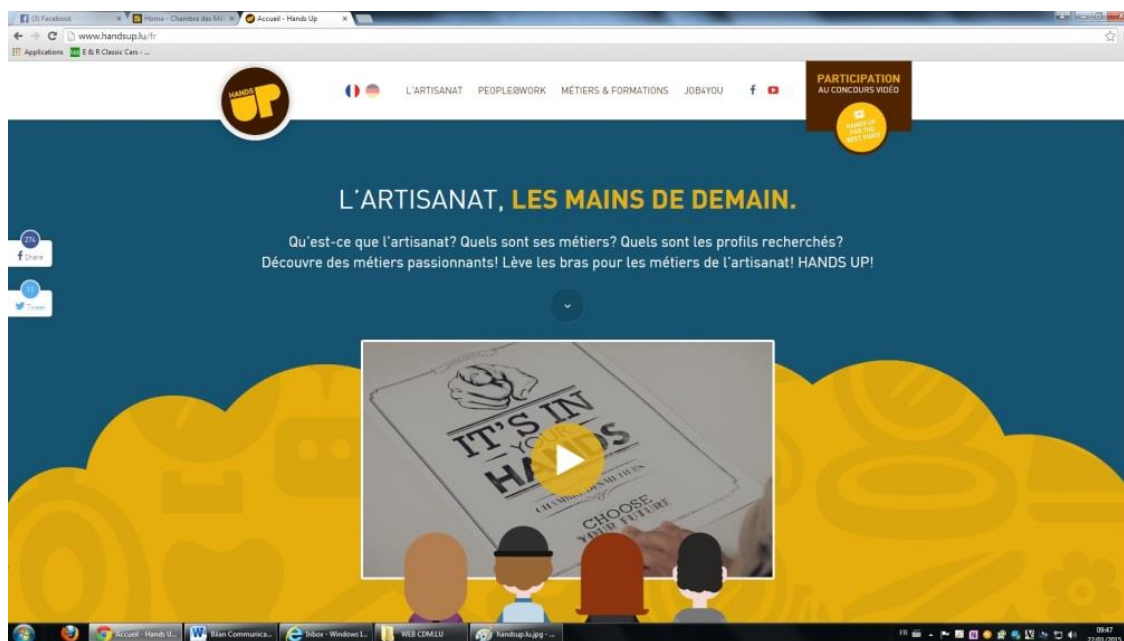 (3) Facebook
Home - Chambre des Mé
Accueil - Hands Up
www.handsup.lu/fr
Applications
E & R Classic Cars - ...
HANDS UP
L'ARTISANAT
PEOPLE@WORK
MÉTIERS & FORMATIONS
JOB4YOU
PARTICIPATION
AU CONCOURS VIDÉO
HANDS UP
FOR THE
BEST VIDEO
L'ARTISANAT, LES MAINS DE DEMAIN.
Qu'est-ce que l'artisanat? Quels sont ses métiers? Quels sont les profils recherchés?
Découvre des métiers passionnants! Lève les bras pour les métiers de l'artisanat! HANDS UP!
274
Share
11
Tweet
IT'S IN
YOUR
HANDS
CHAMBRE DES METIERS
CHOOSE
YOUR FUTURE
Accueil - Hands U...
Bilan Communica...
Inbox - Windows L...
WEB CDM.LU
handsup.lu.jpg - ...
FR
09:47